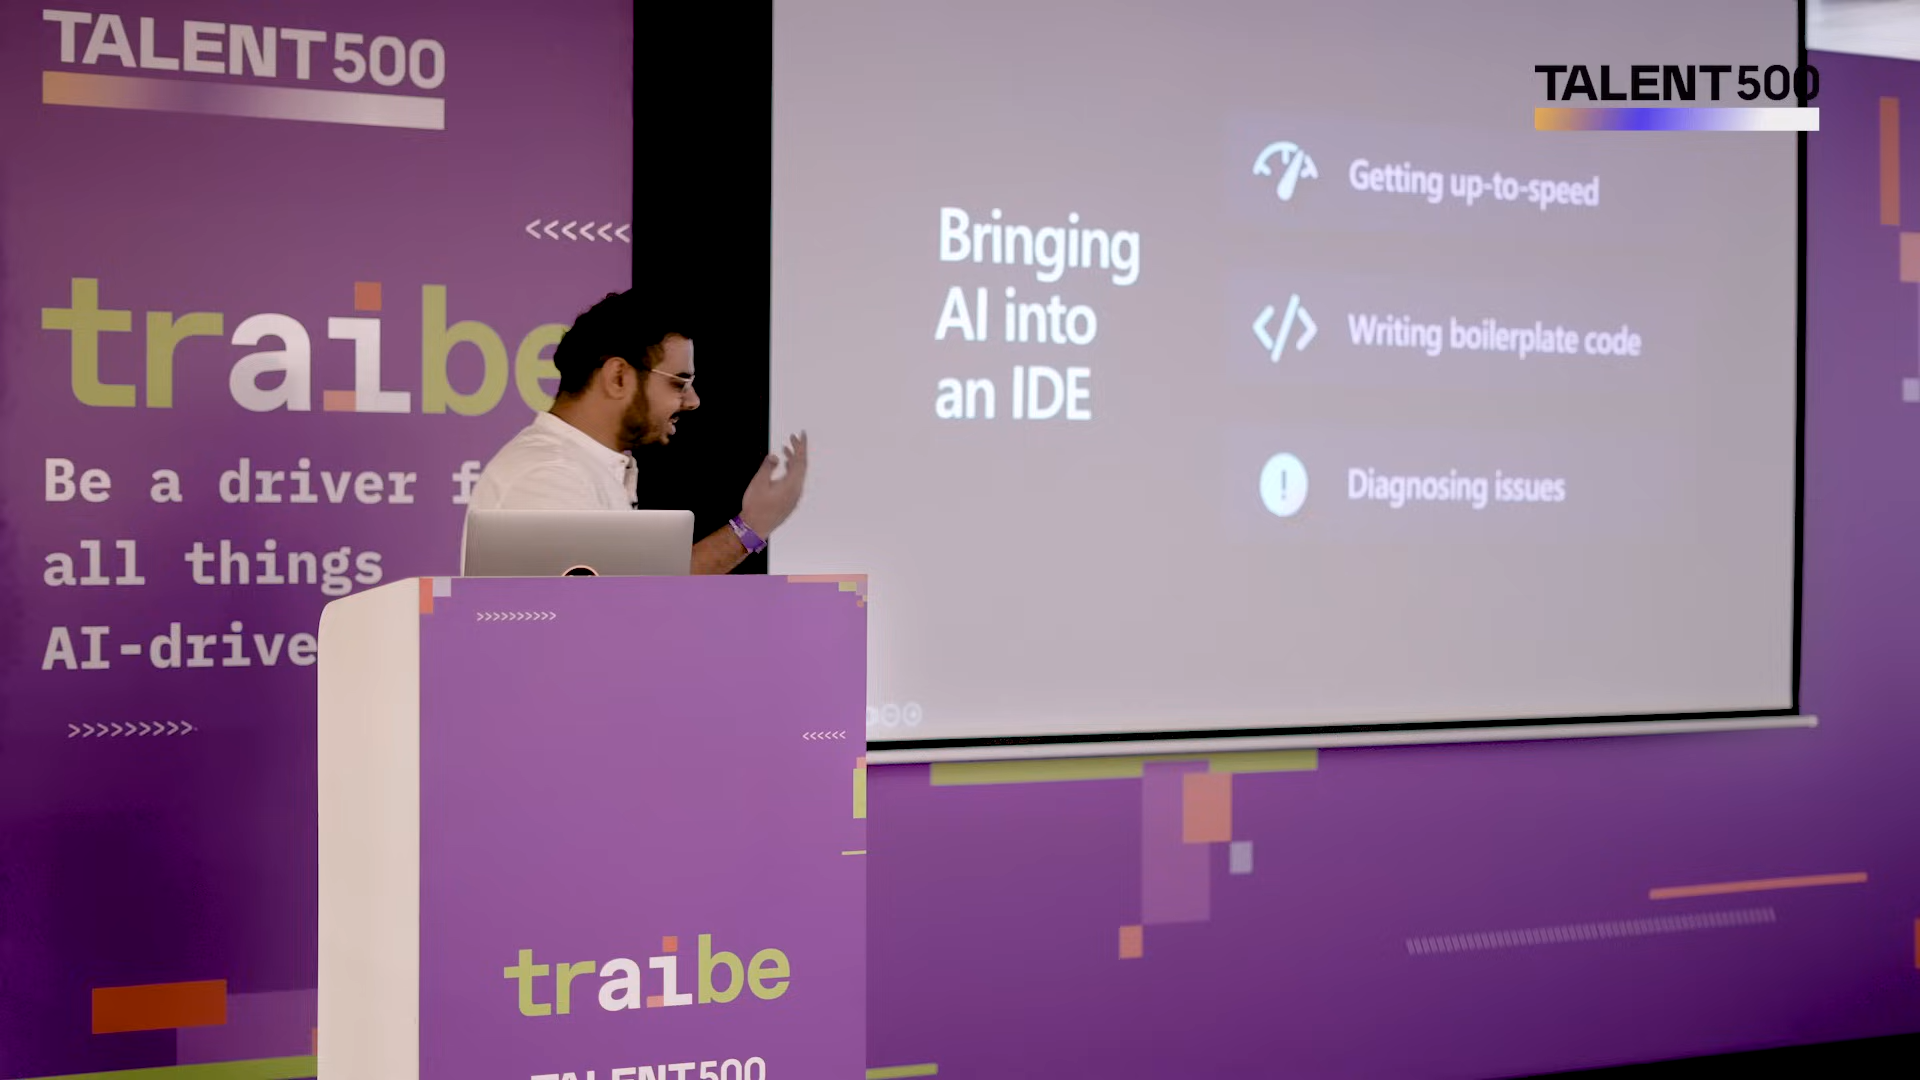 TALENT500
<<<<<<
traibe
Be a driver f
all things
AI-drive
>>>>>>>>>
Bringing
AI into
an IDE
Getting up-to-speed
Writing boilerplate code
Diagnosing issues
TALENT500
>>>>>>>>>>
<<<<<<
traibe
TALENT500